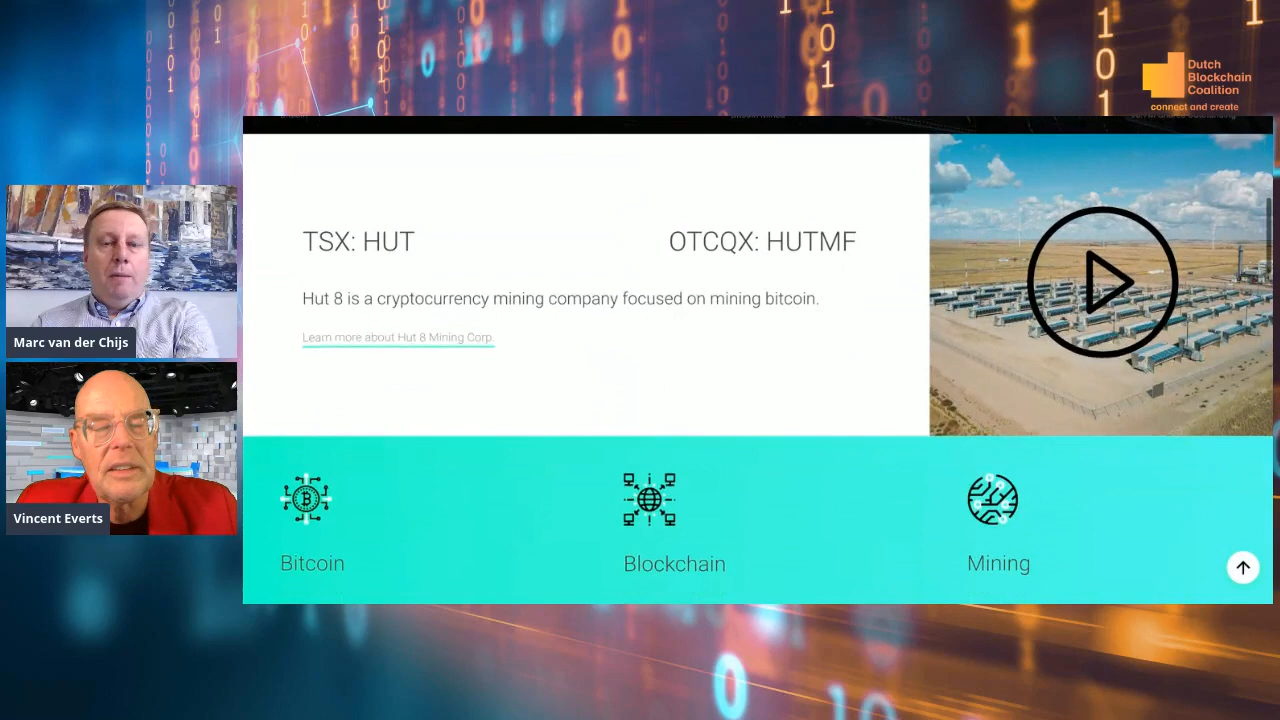 Dutch
Blockchain
Coalition
connect and create
TSX: HUT
OTCQX: HUTMF
Hut 8 is a cryptocurrency mining company focused on mining bitcoin.
Learn more about Hut 8 Mining Corp.
Marc van der Chijs
Vincent Everts
Bitcoin
Blockchain
Mining